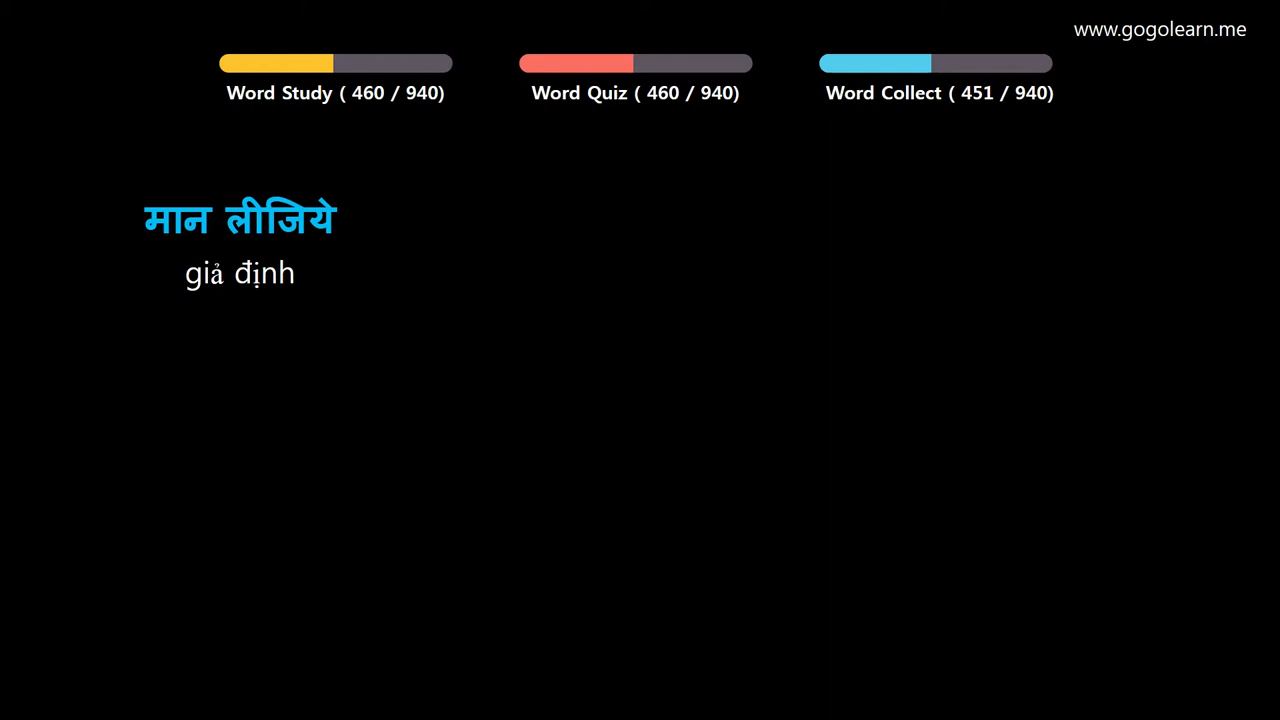 www.gogolearn.me
Word Study ( 460 / 940)
Word Quiz ( 460 / 940)
Word Collect ( 451 / 940)
मान लीजिये
giả định